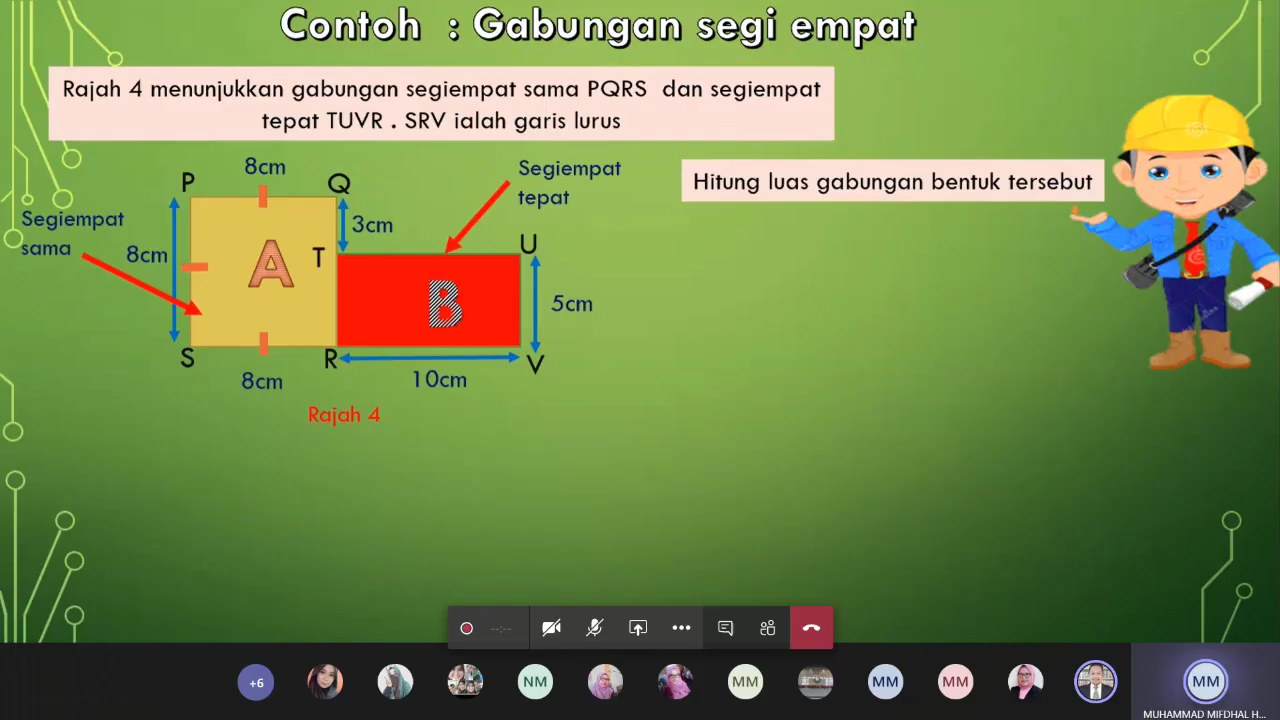 Contoh : Gabungan segi empat
Rajah 4 menunjukkan gabungan segiempat sama PQRS dan segiempat
tepat TUVR . SRV ialah garis lurus
Hitung luas gabungan bentuk tersebut
8cm
Segiempat
tepat
P
Q
Segiempat
sama
8cm
A
3cm
T
U
B
5cm
S
R
V
8cm
10cm
Rajah 4
--:--
+6
NM
MM
MM
MM
MM
MUHAMMAD MIFDHAL H...